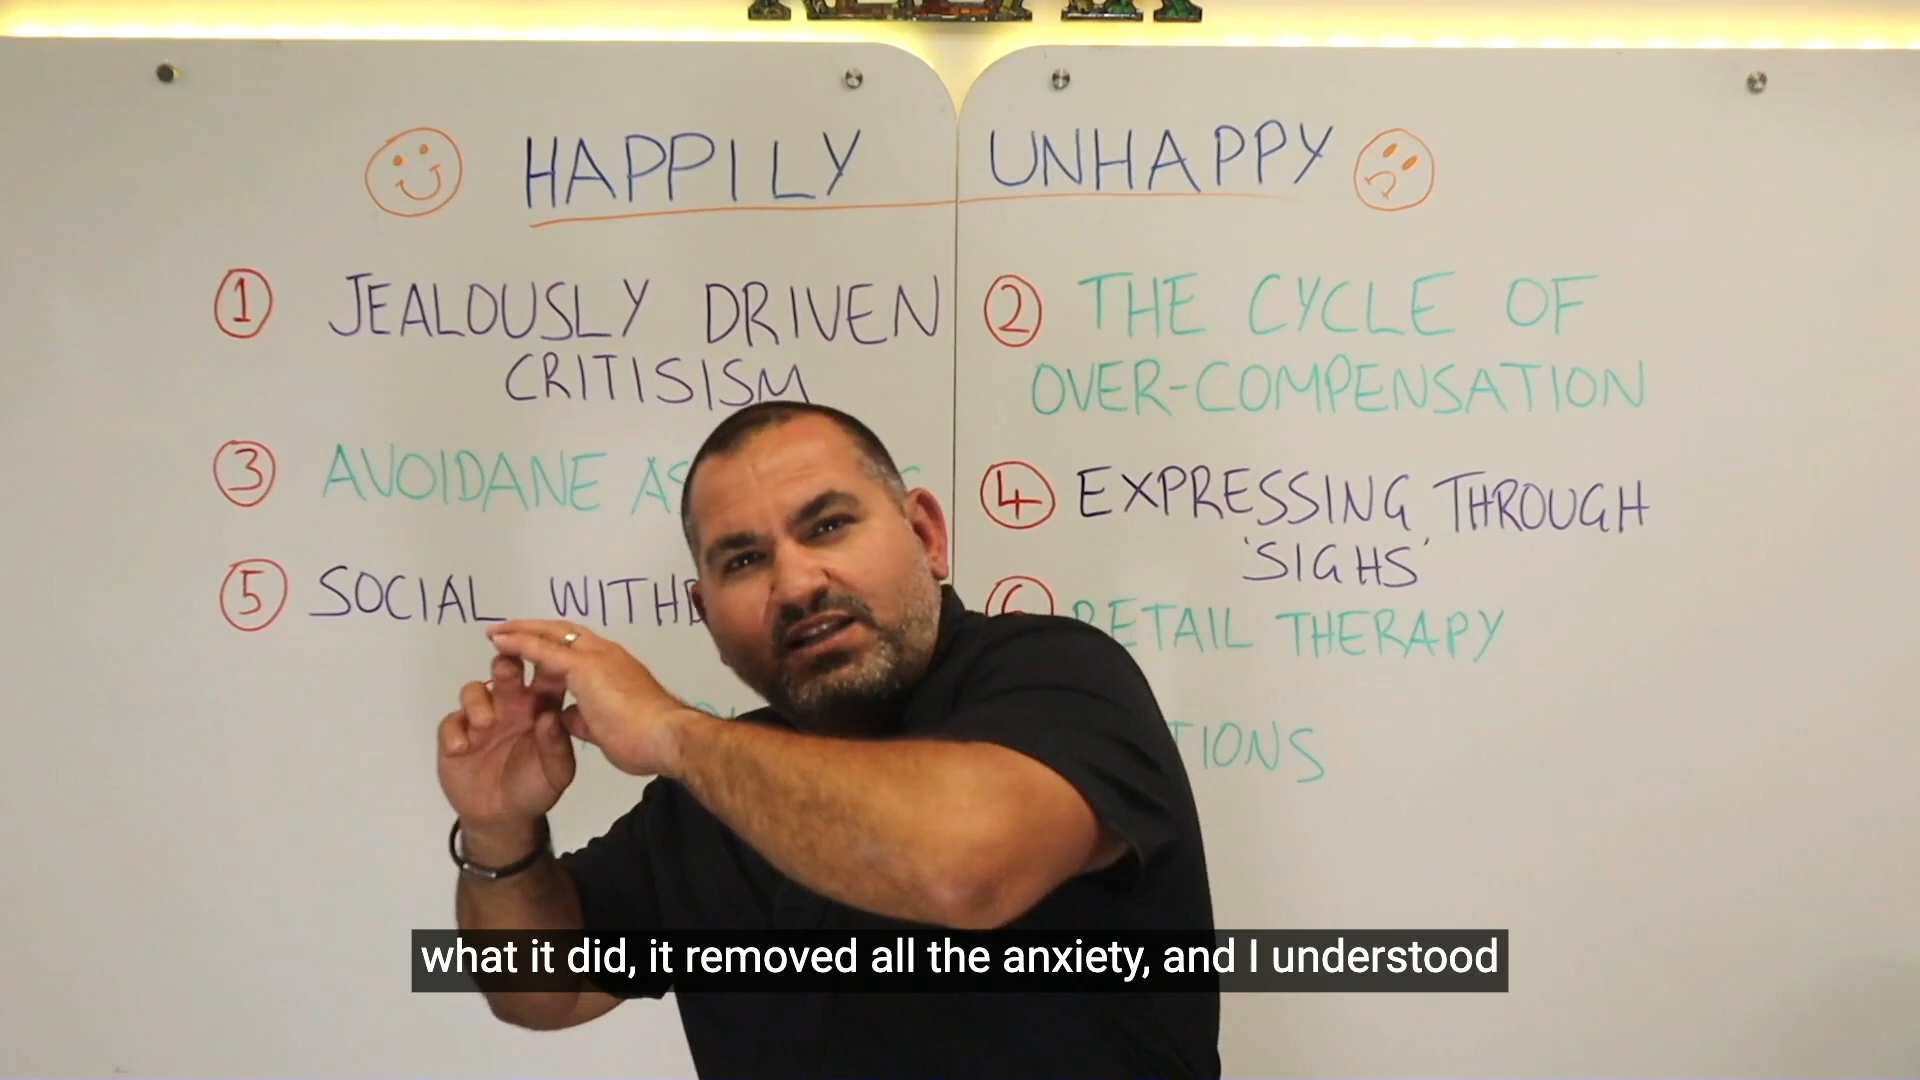 HAPPILY UNHAPPY
1 JEALOUSLY DRIVEN
CRITISISM
2 THE CYCLE OF
OVER-COMPENSATION
3 AVOIDANE AS
4 EXPRESSING THROUGH
'SIGHS'
5 SOCIAL
RETAIL THERAPY
what it did, it removed all the anxiety, and I understood